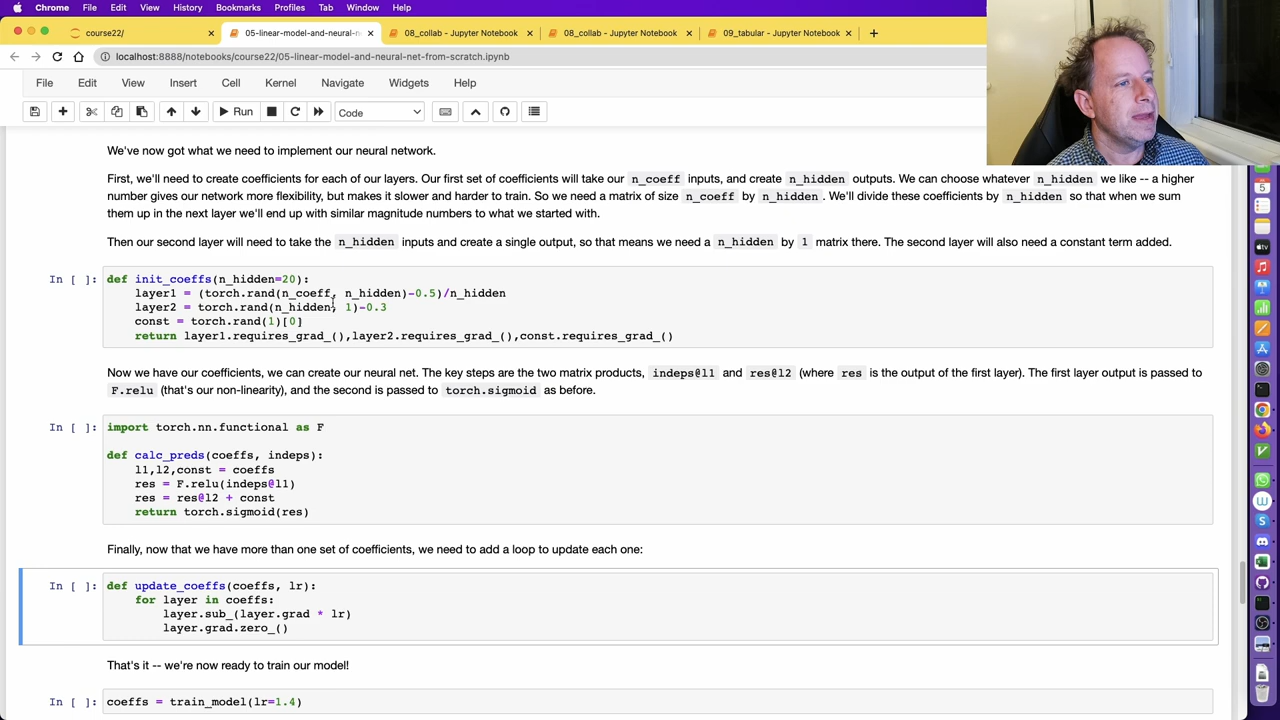 Chrome File Edit View History Bookmarks Profiles Tab Window Help
course22/ 05-linear-model-and-neural-n 08_collab - Jupyter Notebook 08_collab - Jupyter Notebook 09_tabular - Jupyter Notebook
localhost:8888/notebooks/course22/05-linear-model-and-neural-net-from-scratch.ipynb
File Edit View Insert Cell Kernel Navigate Widgets Help
Run Code
We've now got what we need to implement our neural network.
First, we'll need to create coefficients for each of our layers. Our first set of coefficients will take our n_coeff inputs, and create n_hidden outputs. We can choose whatever n_hidden we like -- a higher
number gives our network more flexibility, but makes it slower and harder to train. So we need a matrix of size n_coeff by n_hidden. We'll divide these coefficients by n_hidden so that when we sum
them up in the next layer we'll end up with similar magnitude numbers to what we started with.
Then our second layer will need to take the n_hidden inputs and create a single output, so that means we need a n_hidden by 1 matrix there. The second layer will also need a constant term added.
In [ ]: def init_coeffs(n_hidden=20):
layer1 = (torch.rand(n_coeff, n_hidden)-0.5)/n_hidden
layer2 = torch.rand(n_hidden, 1)-0.3
const = torch.rand(1)[0]
return layer1.requires_grad_(),layer2.requires_grad_(),const.requires_grad_()
Now we have our coefficients, we can create our neural net. The key steps are the two matrix products, indeps@l1 and res@l2 (where res is the output of the first layer). The first layer output is passed to
F.relu (that's our non-linearity), and the second is passed to torch.sigmoid as before.
In [ ]: import torch.nn.functional as F
def calc_preds(coeffs, indeps):
l1,l2,const = coeffs
res = F.relu(indeps@l1)
res = res@l2 + const
return torch.sigmoid(res)
Finally, now that we have more than one set of coefficients, we need to add a loop to update each one:
In [ ]: def update_coeffs(coeffs, lr):
for layer in coeffs:
layer.sub_(layer.grad * lr)
layer.grad.zero_()
That's it -- we're now ready to train our model!
In [ ]: coeffs = train_model(lr=1.4)